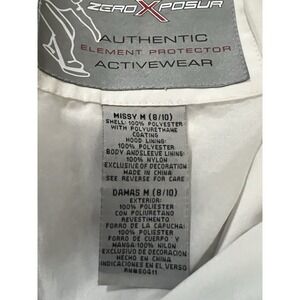 ZEROXPOSUR
AUTHENTIC
ELEMENT PROTECTOR
ACTIVEWEAR
MISSY M (8/10)
SHELL: 100% POLYESTER
WITH POLYURETHANE
COATING
HOOD LINING:
100% POLYESTER
BODY ANDSLEEVE LINING:
100% NYLON
EXCLUSIVE OF DECORATION
MADE IN CHINA
SEE REVERSE FOR CARE
DAMAS M (8/10)
EXTERIOR:
100% POLIESTER
CON POLIURETANO
REVESTIMIENTO
FORRO DE LA CAPUCHA:
100% POLIESTER
FORRO DE CUERPO Y
MANGA: 100% NILON
EXCLUSIVO DE DECORACION
HECHO EN CHINA
INDICACIONES EN EL VERSO